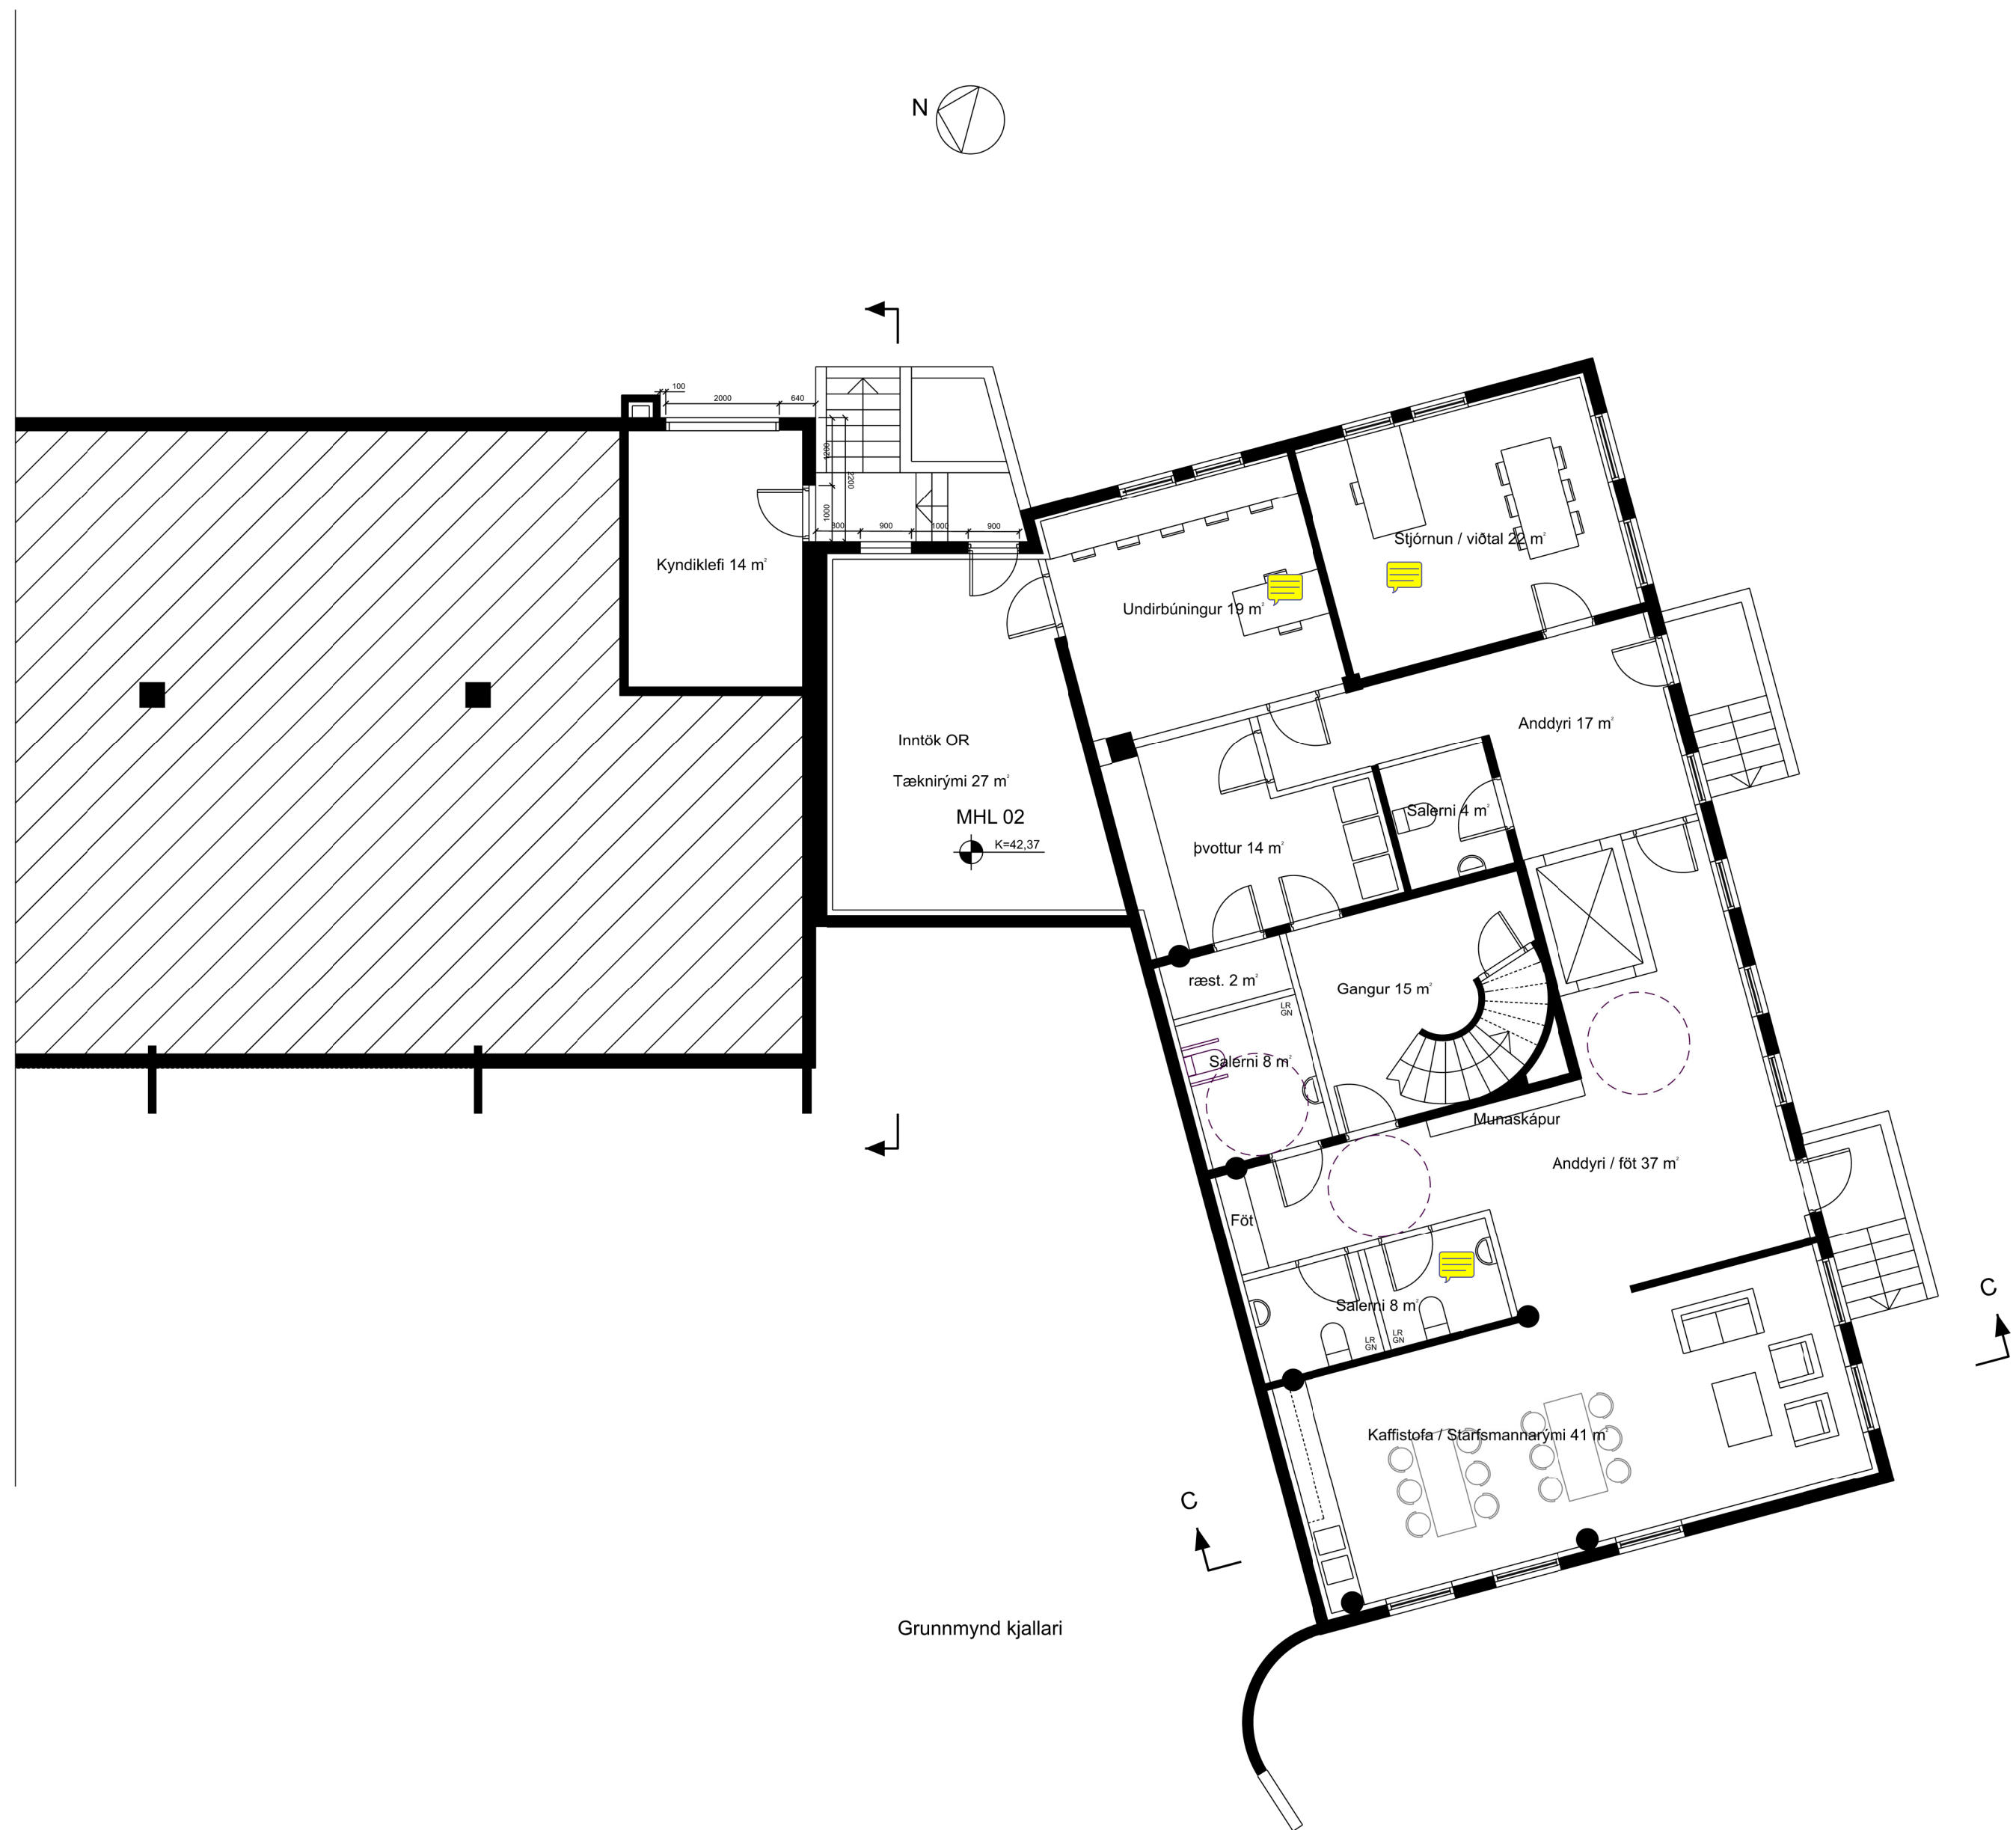 N
100
2000
640
1200
2200
1000
800
900
1000
900
Kyndiklefi 14 m²
Stjórnun / viðtal 22 m²
Undirbúningur 19 m²
Anddyri 17 m²
Inntök OR
Tæknirými 27 m²
MHL 02
K=42,37
Salerni 4 m²
þvottur 14 m²
ræst. 2 m²
Gangur 15 m²
LR
GN
Salerni 8 m²
Munaskápur
Anddyri / föt 37 m²
Föt
Salerni 8 m²
LR
GN
LR
GN
C
Kaffistofa / Starfsmannarými 41 m²
C
Grunnmynd kjallari